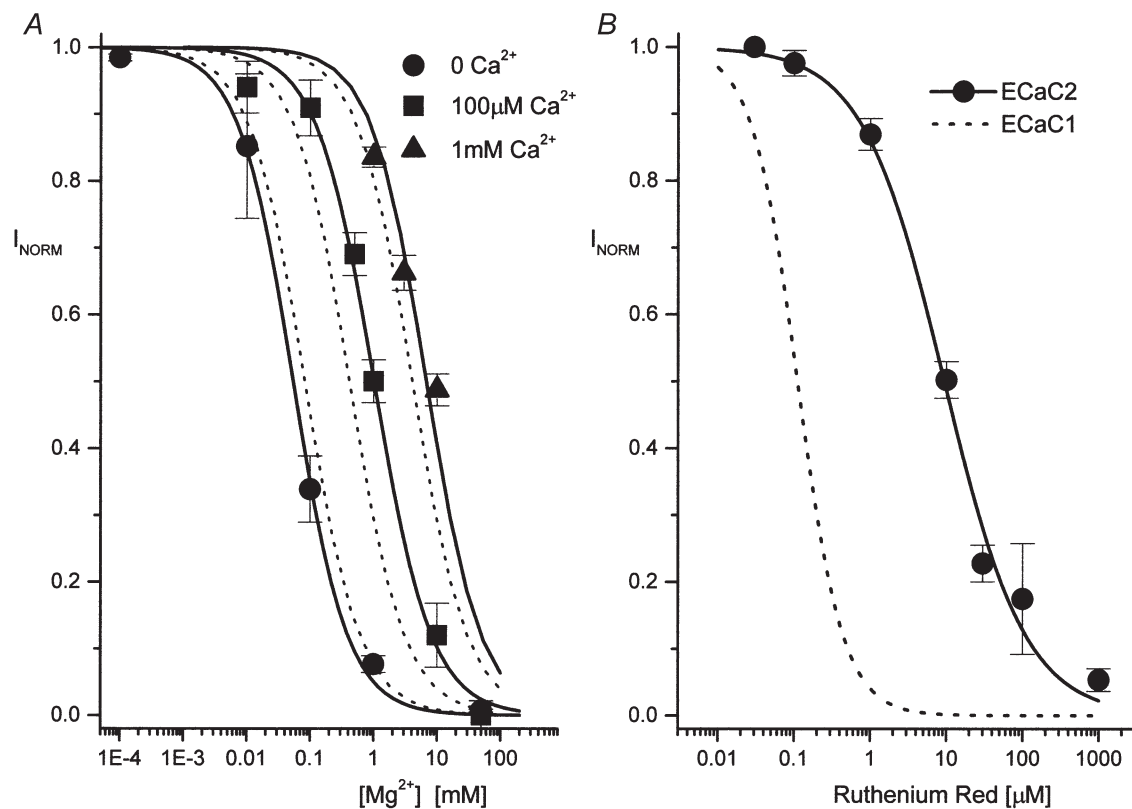 A
1.0
0.8
0.6
0.4
0.2
0.0
I NORM
0 Ca²⁺
100µM Ca²⁺
1mM Ca²⁺
1E-4 1E-3 0.01 0.1 1 10 100
[Mg²⁺] [mM]
B
1.0
0.8
0.6
0.4
0.2
0.0
I NORM
ECaC2
ECaC1
0.01 0.1 1 10 100 1000
Ruthenium Red [µM]